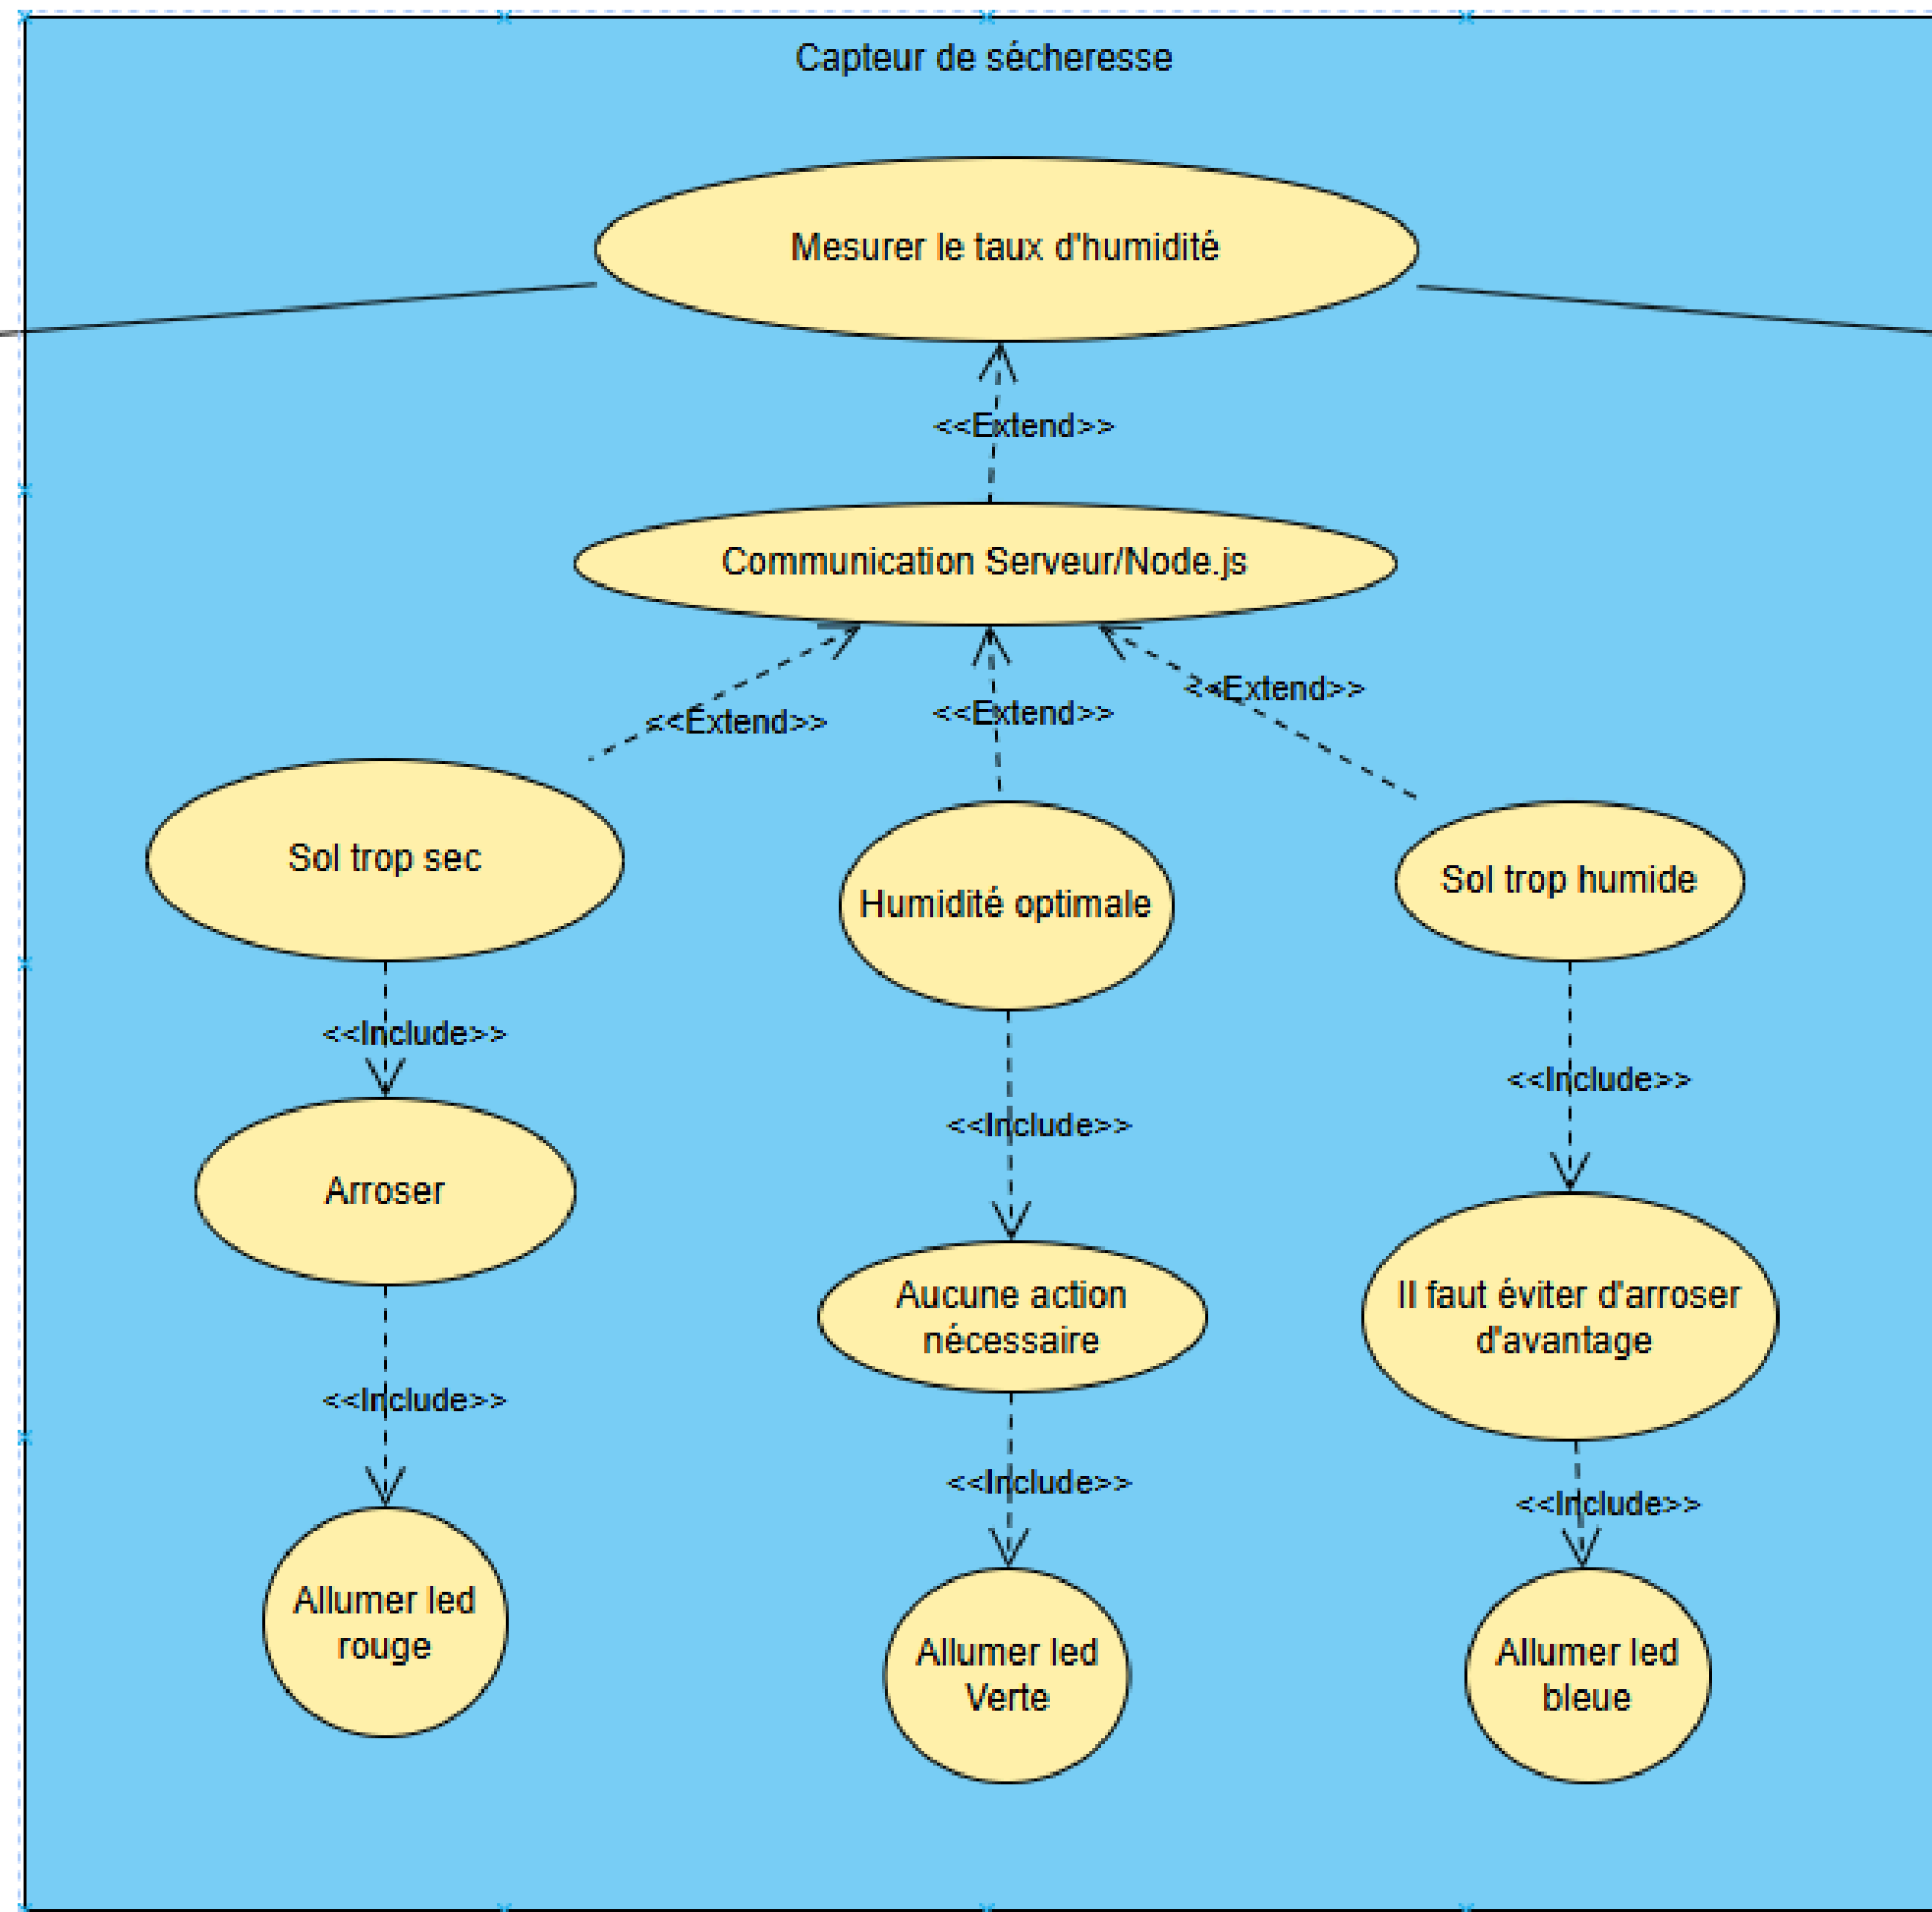 Capteur de sécheresse
Mesurer le taux d'humidité
<<Extend>>
Communication Serveur/Node.js
<<Extend>>
<<Extend>>
<<Extend>>
Sol trop sec
Humidité optimale
Sol trop humide
<<Include>>
<<Include>>
<<Include>>
Arroser
Aucune action
nécessaire
Il faut éviter d'arroser
d'avantage
<<Include>>
<<Include>>
<<Include>>
Allumer led
rouge
Allumer led
Verte
Allumer led
bleue